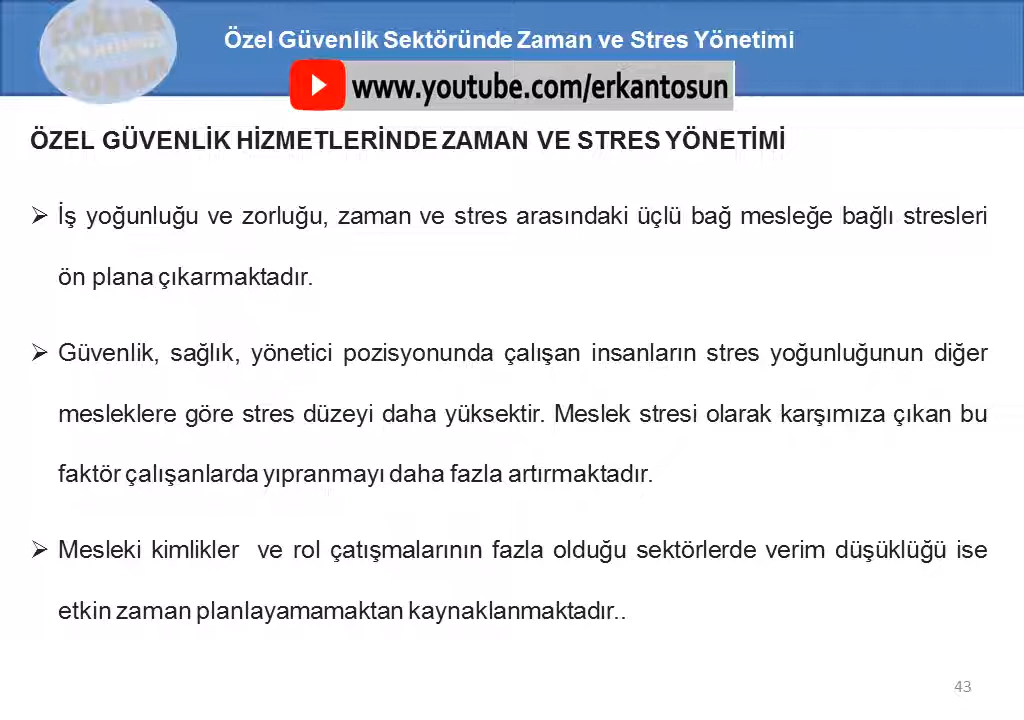 Erkan
Akademi
Tosun
Özel Güvenlik Sektöründe Zaman ve Stres Yönetimi
www.youtube.com/erkantosun
ÖZEL GÜVENLİK HİZMETLERİNDE ZAMAN VE STRES YÖNETİMİ
➢ İş yoğunluğu ve zorluğu, zaman ve stres arasındaki üçlü bağ mesleğe bağlı stresleri
ön plana çıkarmaktadır.
➢ Güvenlik, sağlık, yönetici pozisyonunda çalışan insanların stres yoğunluğunun diğer
mesleklere göre stres düzeyi daha yüksektir. Meslek stresi olarak karşımıza çıkan bu
faktör çalışanlarda yıpranmayı daha fazla artırmaktadır.
➢ Mesleki kimlikler ve rol çatışmalarının fazla olduğu sektörlerde verim düşüklüğü ise
etkin zaman planlayamamaktan kaynaklanmaktadır..
43